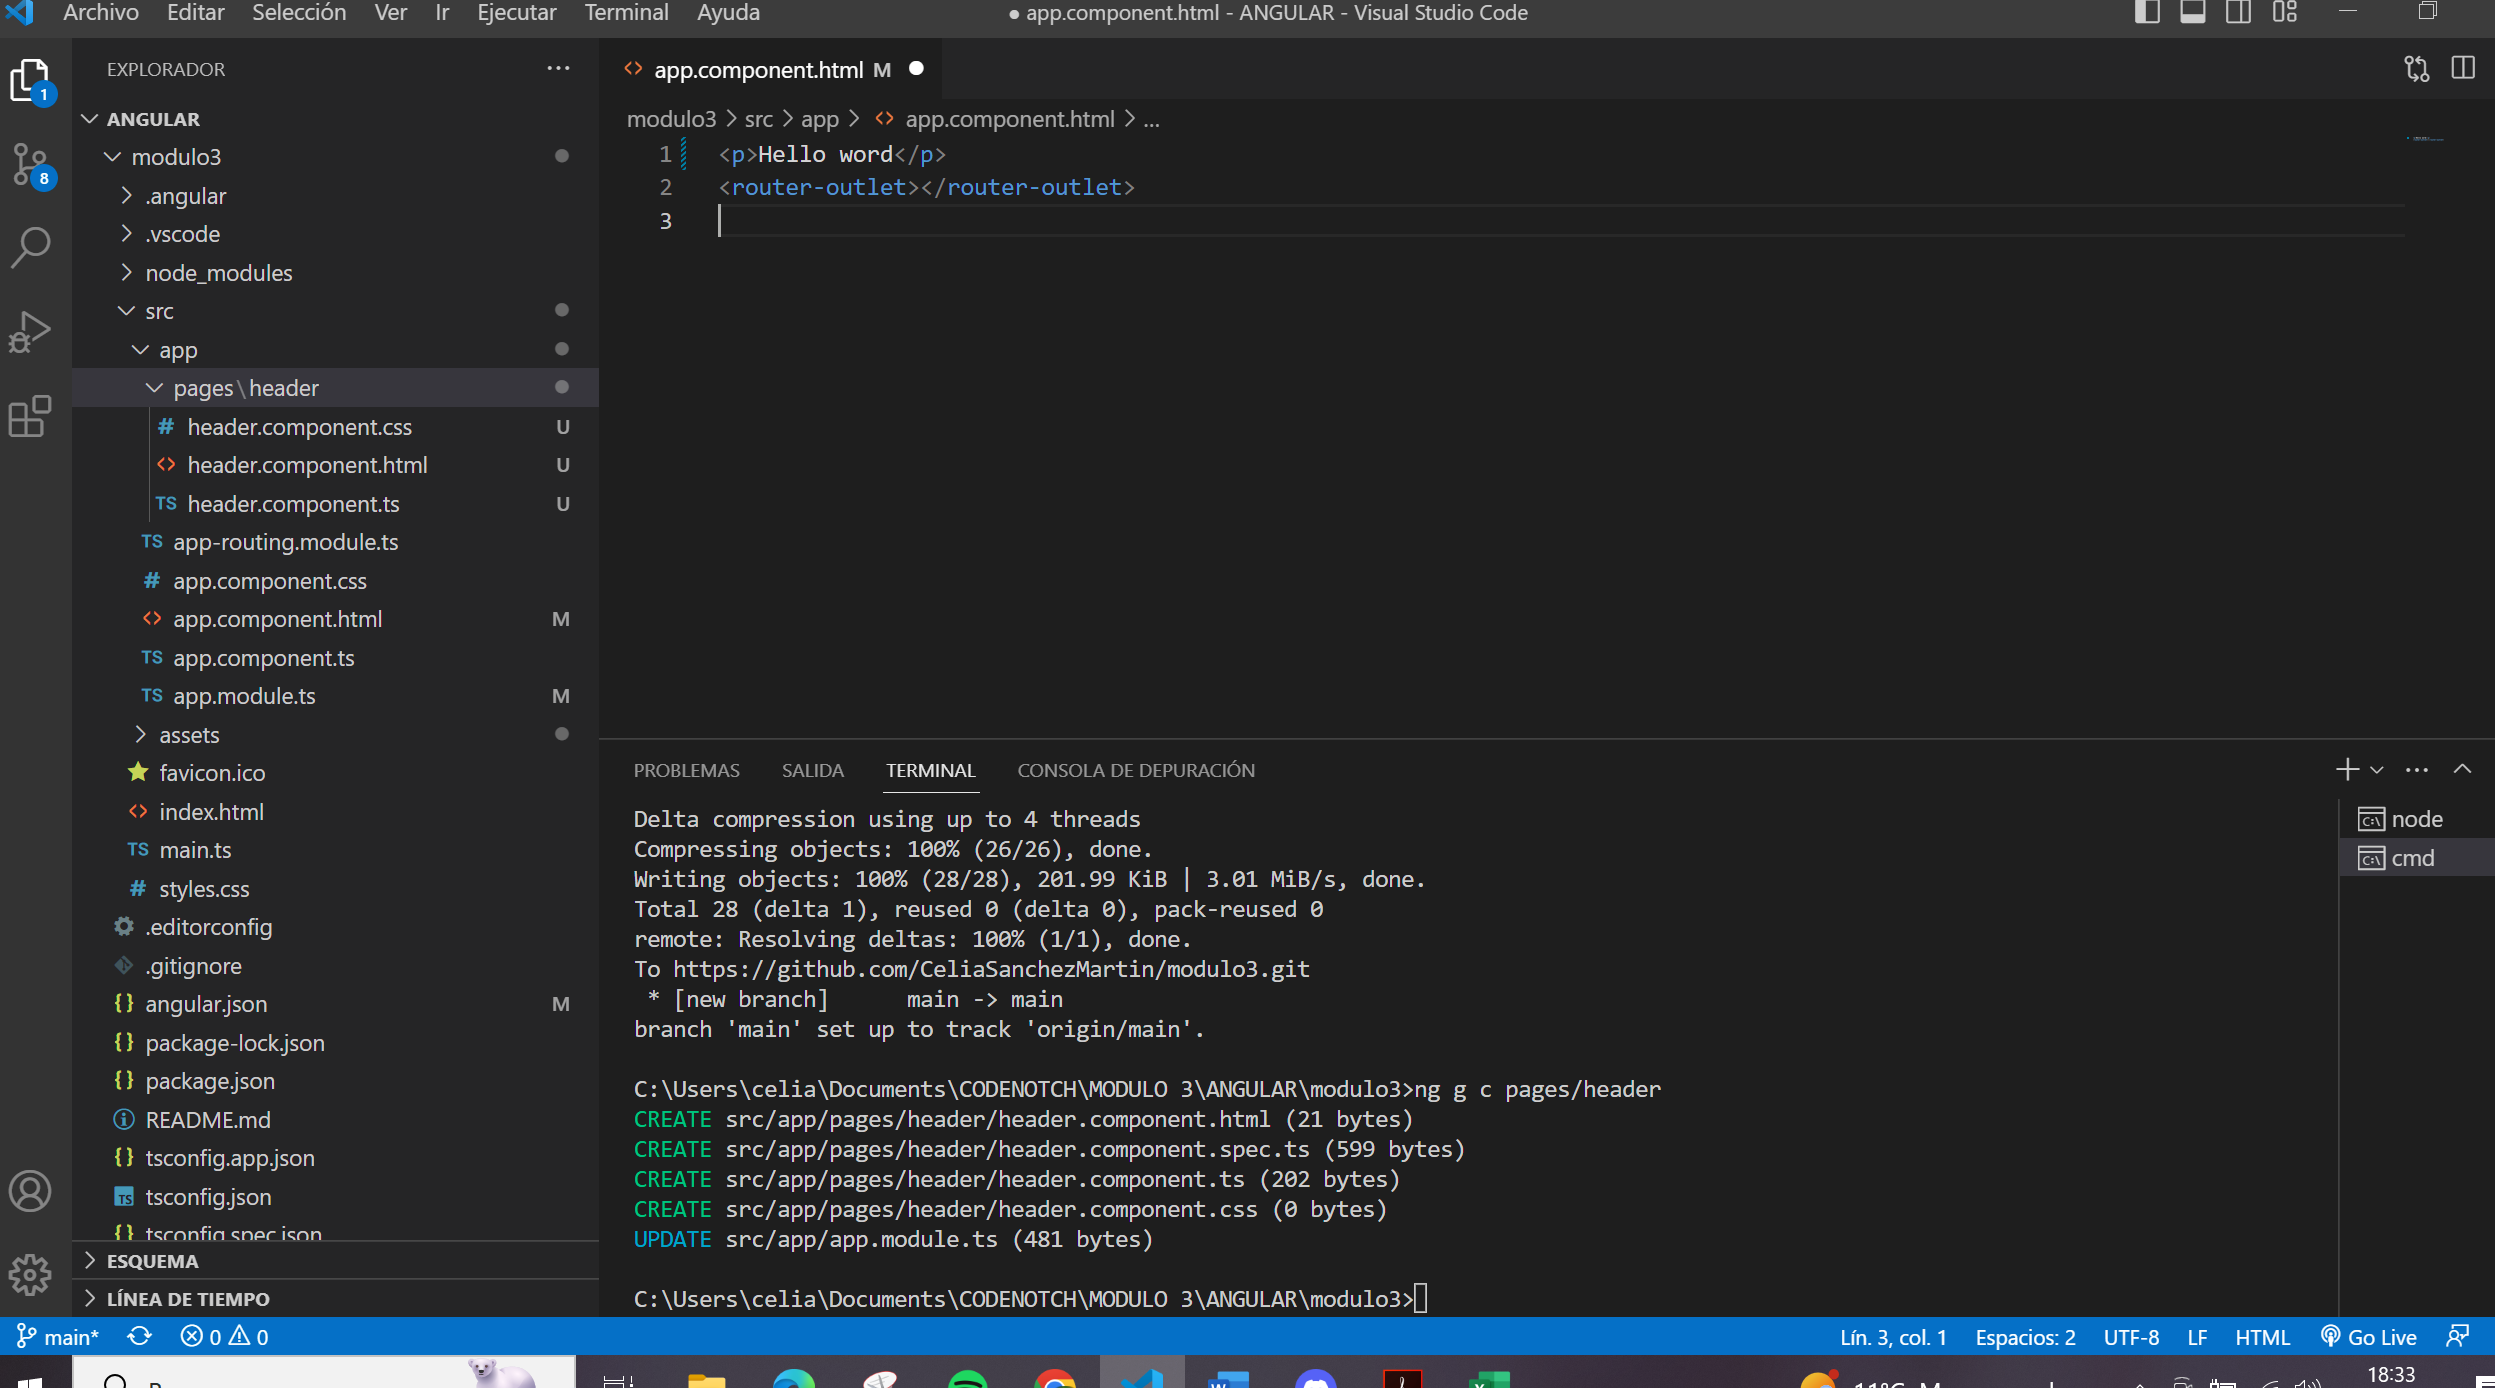 Archivo Editar Selección Ver Ir Ejecutar Terminal Ayuda
● app.component.html - ANGULAR - Visual Studio Code
EXPLORADOR
1
8
ANGULAR
modulo3
.angular
.vscode
node_modules
src
app
pages\header
# header.component.css U
<> header.component.html U
TS header.component.ts U
TS app-routing.module.ts
# app.component.css
<> app.component.html M
TS app.component.ts
TS app.module.ts M
assets
favicon.ico
<> index.html
TS main.ts
# styles.css
.editorconfig
.gitignore
{} angular.json M
{} package-lock.json
{} package.json
README.md
{} tsconfig.app.json
TS tsconfig.json
{} tsconfig.spec.json
ESQUEMA
LÍNEA DE TIEMPO
<> app.component.html M ●
modulo3 > src > app > <> app.component.html > ...
1 <p>Hello word</p>
2 <router-outlet></router-outlet>
3
PROBLEMAS SALIDA TERMINAL CONSOLA DE DEPURACIÓN
Delta compression using up to 4 threads
Compressing objects: 100% (26/26), done.
Writing objects: 100% (28/28), 201.99 KiB | 3.01 MiB/s, done.
Total 28 (delta 1), reused 0 (delta 0), pack-reused 0
remote: Resolving deltas: 100% (1/1), done.
To https://github.com/CeliaSanchezMartin/modulo3.git
* [new branch] main -> main
branch 'main' set up to track 'origin/main'.
C:\Users\celia\Documents\CODENOTCH\MODULO 3\ANGULAR\modulo3>ng g c pages/header
CREATE src/app/pages/header/header.component.html (21 bytes)
CREATE src/app/pages/header/header.component.spec.ts (599 bytes)
CREATE src/app/pages/header/header.component.ts (202 bytes)
CREATE src/app/pages/header/header.component.css (0 bytes)
UPDATE src/app/app.module.ts (481 bytes)
C:\Users\celia\Documents\CODENOTCH\MODULO 3\ANGULAR\modulo3>
node
cmd
main* 0 0
Lín. 3, col. 1 Espacios: 2 UTF-8 LF HTML Go Live
18:33